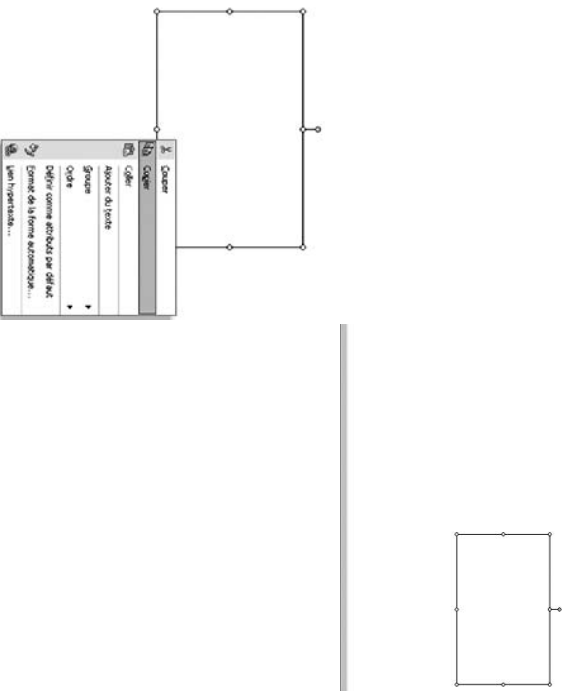 Couper
Copier
Coller
Ajouter du texte
Groupe
Ordre
Définir comme attributs par défaut
Format de la forme automatique...
Lien hypertexte...